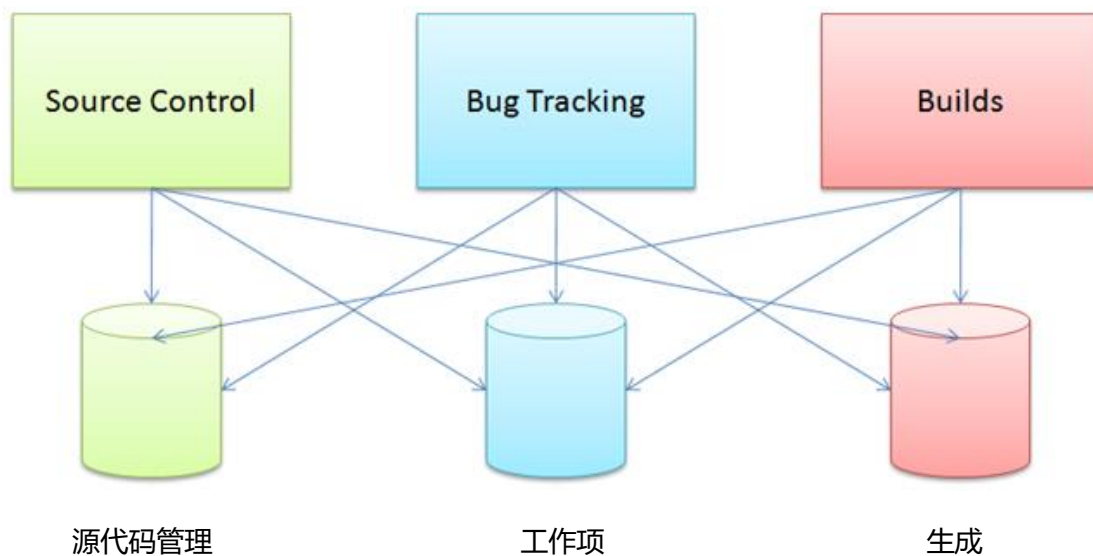 Source Control
Bug Tracking
Builds
源代码管理
工作项
生成